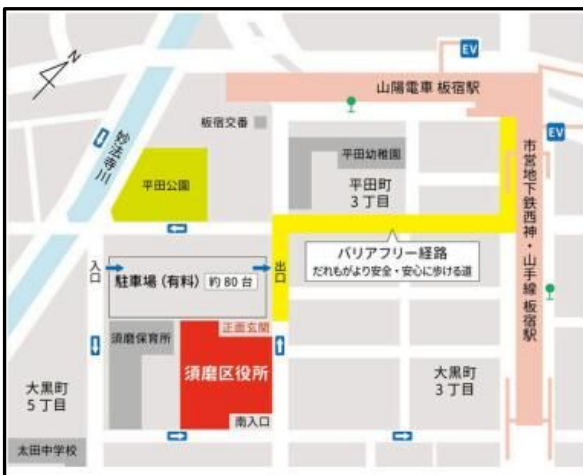 N
EV
山陽電車 板宿駅
板宿交番
EV
妙法寺川
平田幼稚園
平田公園
平田町
3丁目
市営地下鉄西神・山手線 板宿駅
バリアフリー経路
だれもがより安全・安心に歩ける道
入口
駐車場(有料) 約80台
出口
正面玄関
須磨保育所
須磨区役所
大黒町
5丁目
大黒町
3丁目
南入口
太田中学校